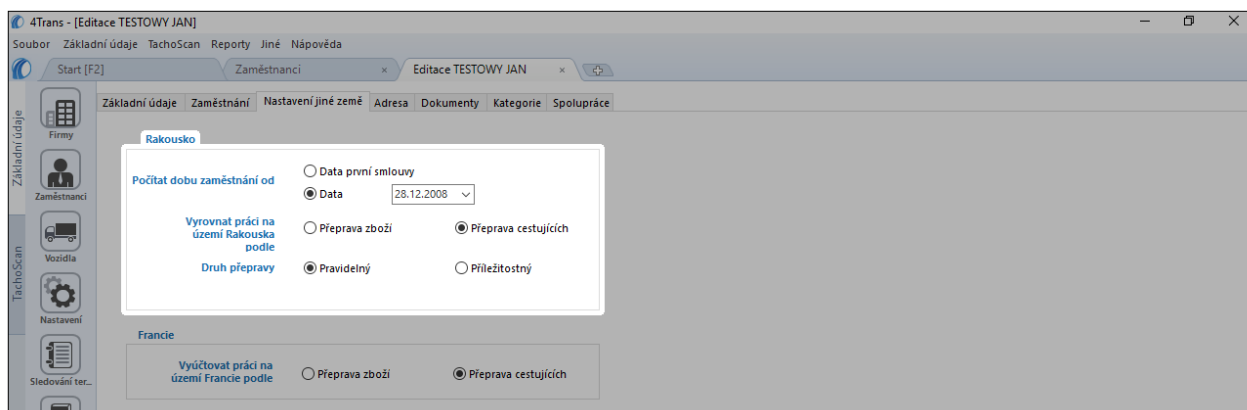 4Trans - [Editace TESTOWY JAN]
Soubor Základní údaje TachoScan Reporty Jiné Nápověda
Start [F2] Zaměstnanci × Editace TESTOWY JAN ×
Základní údaje Zaměstnání Nastavení jiné země Adresa Dokumenty Kategorie Spolupráce
Základní údaje
TachoScan
Firmy
Zaměstnanci
Vozidla
Nastavení
Sledování ter...
Rakousko
Počítat dobu zaměstnání od
Data první smlouvy
Data 28.12.2008
Vyrovnat práci na
území Rakouska
podle
Přeprava zboží Přeprava cestujících
Druh přepravy Pravidelný Příležitostný
Francie
Vyúčtovat práci na
území Francie podle
Přeprava zboží Přeprava cestujících